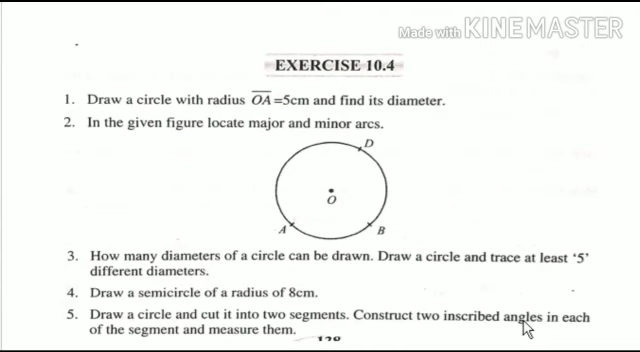 Made with KINEMASTER
EXERCISE 10.4
1. Draw a circle with radius OA =5cm and find its diameter.
2. In the given figure locate major and minor arcs.
D
O
A
B
3. How many diameters of a circle can be drawn. Draw a circle and trace at least ‘5’
different diameters.
4. Draw a semicircle of a radius of 8cm.
5. Draw a circle and cut it into two segments. Construct two inscribed angles in each
of the segment and measure them.